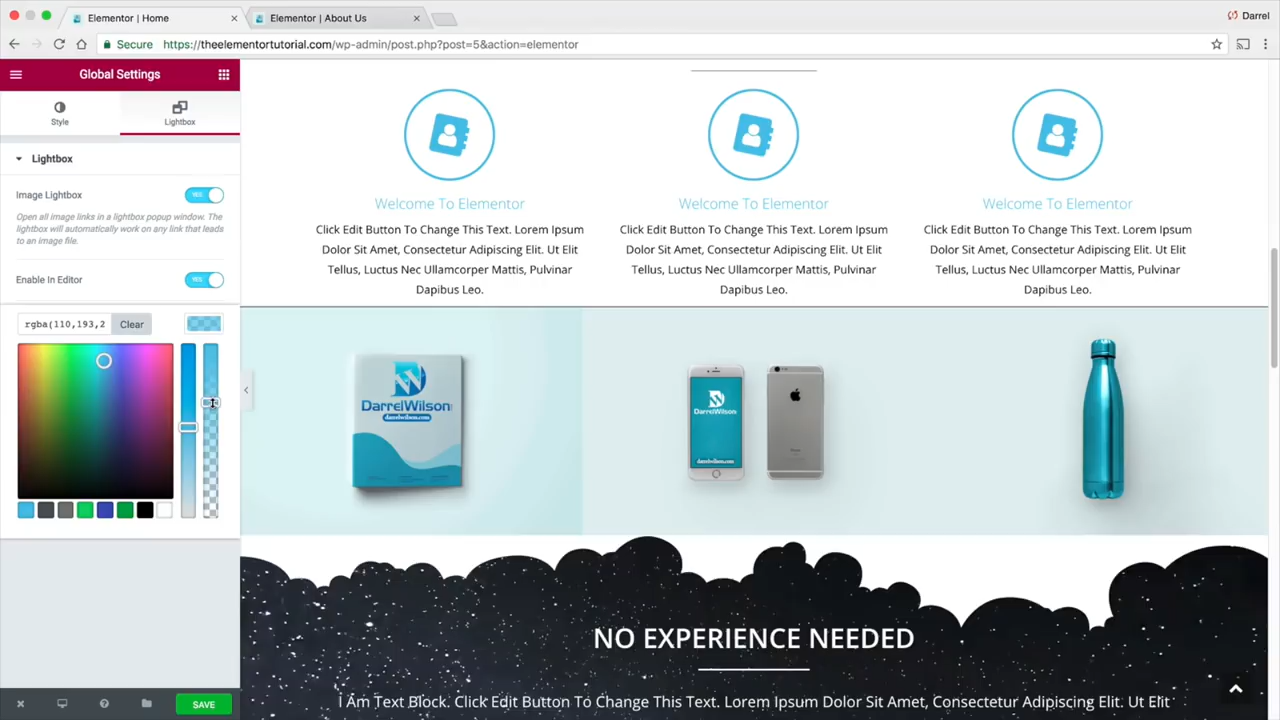 Elementor | Home
Elementor | About Us
Darrel
Secure https://theelementortutorial.com/wp-admin/post.php?post=5&action=elementor
Global Settings
Style
Lightbox
Lightbox
Image Lightbox
YES
Open all image links in a lightbox popup window. The
lightbox will automatically work on any link that leads
to an image file.
Enable In Editor
YES
rgba(110,193,2
Clear
SAVE
Welcome To Elementor
Click Edit Button To Change This Text. Lorem Ipsum
Dolor Sit Amet, Consectetur Adipiscing Elit. Ut Elit
Tellus, Luctus Nec Ullamcorper Mattis, Pulvinar
Dapibus Leo.
Welcome To Elementor
Click Edit Button To Change This Text. Lorem Ipsum
Dolor Sit Amet, Consectetur Adipiscing Elit. Ut Elit
Tellus, Luctus Nec Ullamcorper Mattis, Pulvinar
Dapibus Leo.
Welcome To Elementor
Click Edit Button To Change This Text. Lorem Ipsum
Dolor Sit Amet, Consectetur Adipiscing Elit. Ut Elit
Tellus, Luctus Nec Ullamcorper Mattis, Pulvinar
Dapibus Leo.
DarrelWilson
darrelwilson.com
DarrelWilson
NO EXPERIENCE NEEDED
I Am Text Block. Click Edit Button To Change This Text. Lorem Ipsum Dolor Sit Amet, Consectetur Adipiscing Elit. Ut Elit